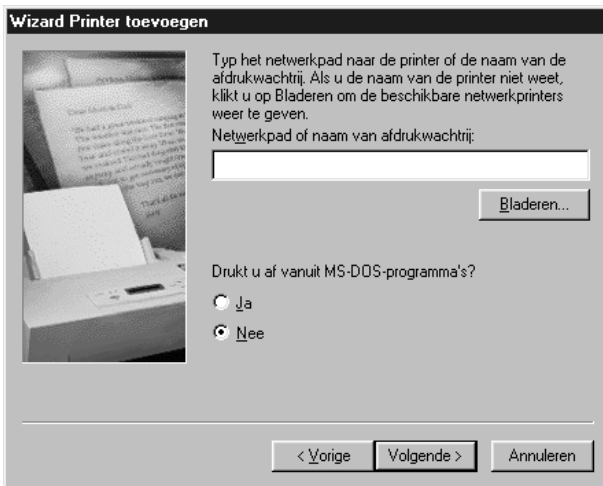 Wizard Printer toevoegen
Typ het netwerkpad naar de printer of de naam van de
afdrukwachtrij. Als u de naam van de printer niet weet,
klikt u op Bladeren om de beschikbare netwerkprinters
weer te geven.
Netwerkpad of naam van afdrukwachtrij:
Bladeren...
Drukt u af vanuit MS-DOS-programma's?
Ja
Nee
< Vorige
Volgende >
Annuleren